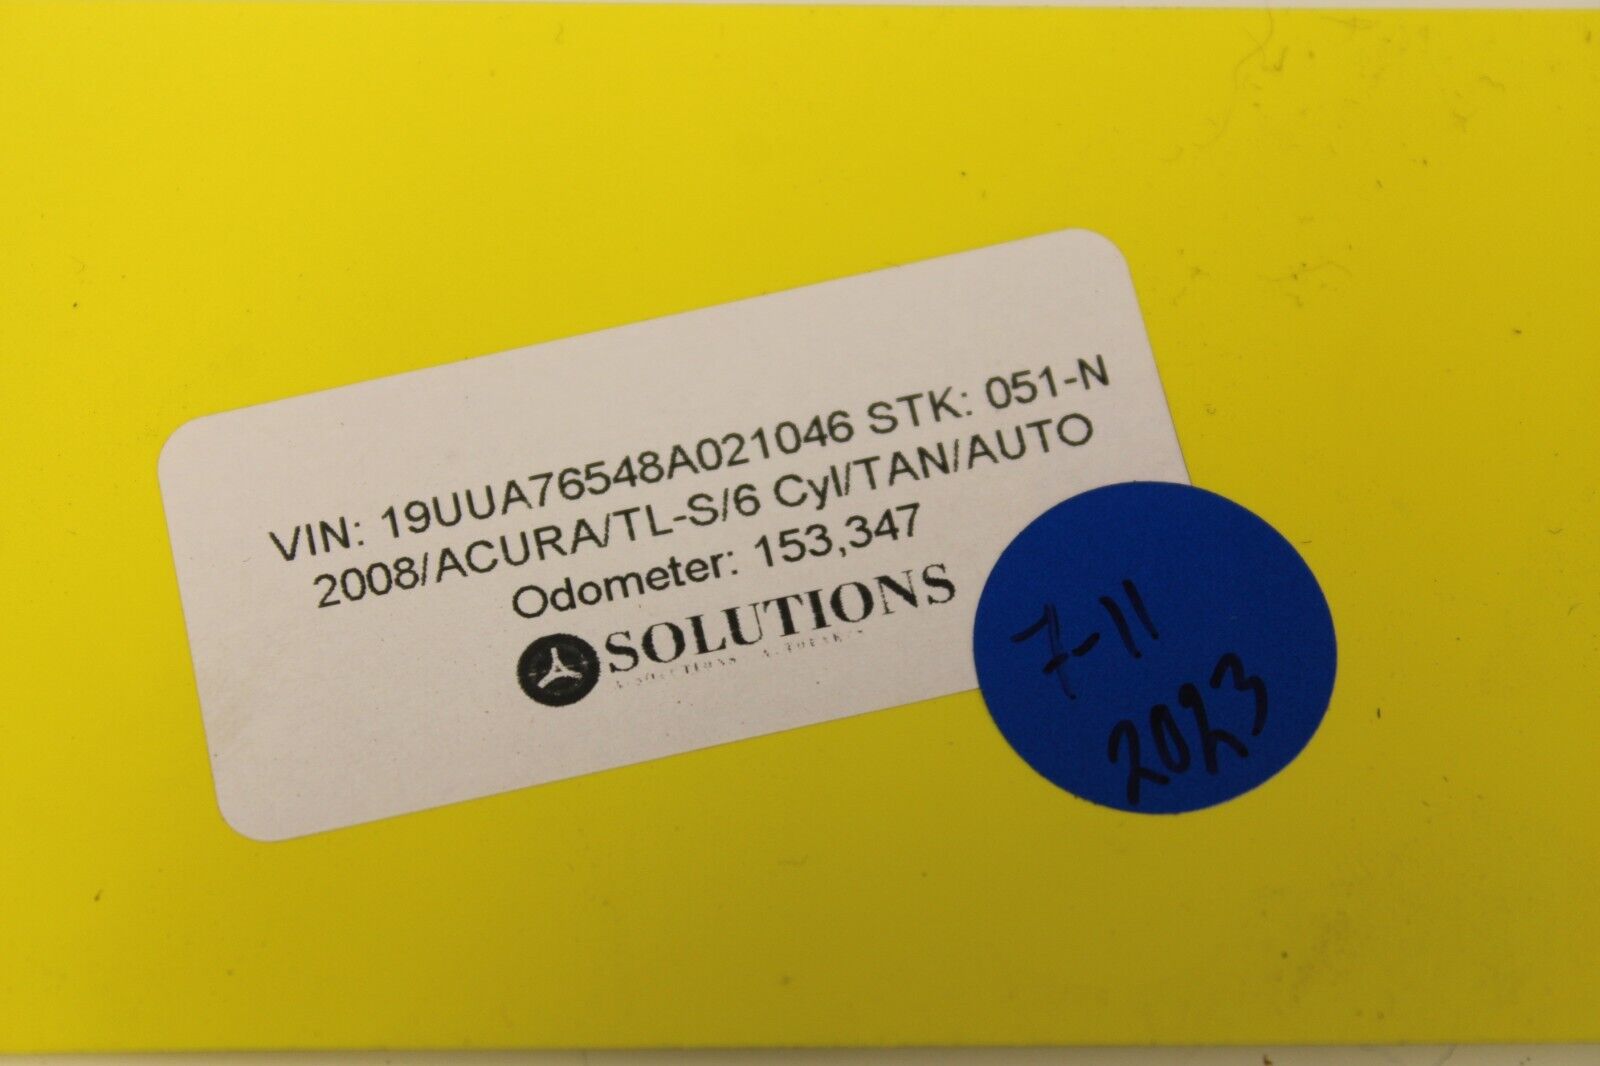 VIN: 19UUA76548A021046 STK: 051-N
2008/ACURA/TL-S/6 Cyl/TAN/AUTO
Odometer: 153,347
SOLUTIONS
7-11
2023